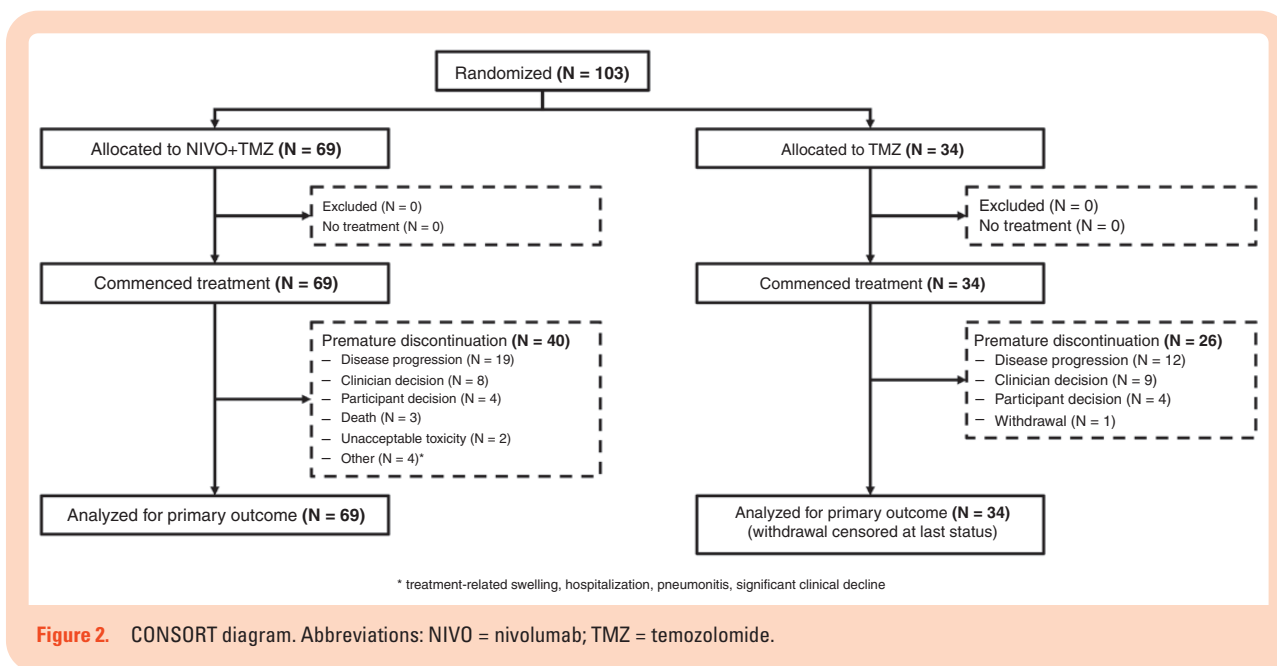 Randomized (N = 103)
Allocated to NIVO+TMZ (N = 69)
Allocated to TMZ (N = 34)
Excluded (N = 0)
No treatment (N = 0)
Excluded (N = 0)
No treatment (N = 0)
Commenced treatment (N = 69)
Commenced treatment (N = 34)
Premature discontinuation (N = 40)
– Disease progression (N = 19)
– Clinician decision (N = 8)
– Participant decision (N = 4)
– Death (N = 3)
– Unacceptable toxicity (N = 2)
– Other (N = 4)*
Premature discontinuation (N = 26)
– Disease progression (N = 12)
– Clinician decision (N = 9)
– Participant decision (N = 4)
– Withdrawal (N = 1)
Analyzed for primary outcome (N = 69)
Analyzed for primary outcome (N = 34)
(withdrawal censored at last status)
* treatment-related swelling, hospitalization, pneumonitis, significant clinical decline
Figure 2. CONSORT diagram. Abbreviations: NIVO = nivolumab; TMZ = temozolomide.